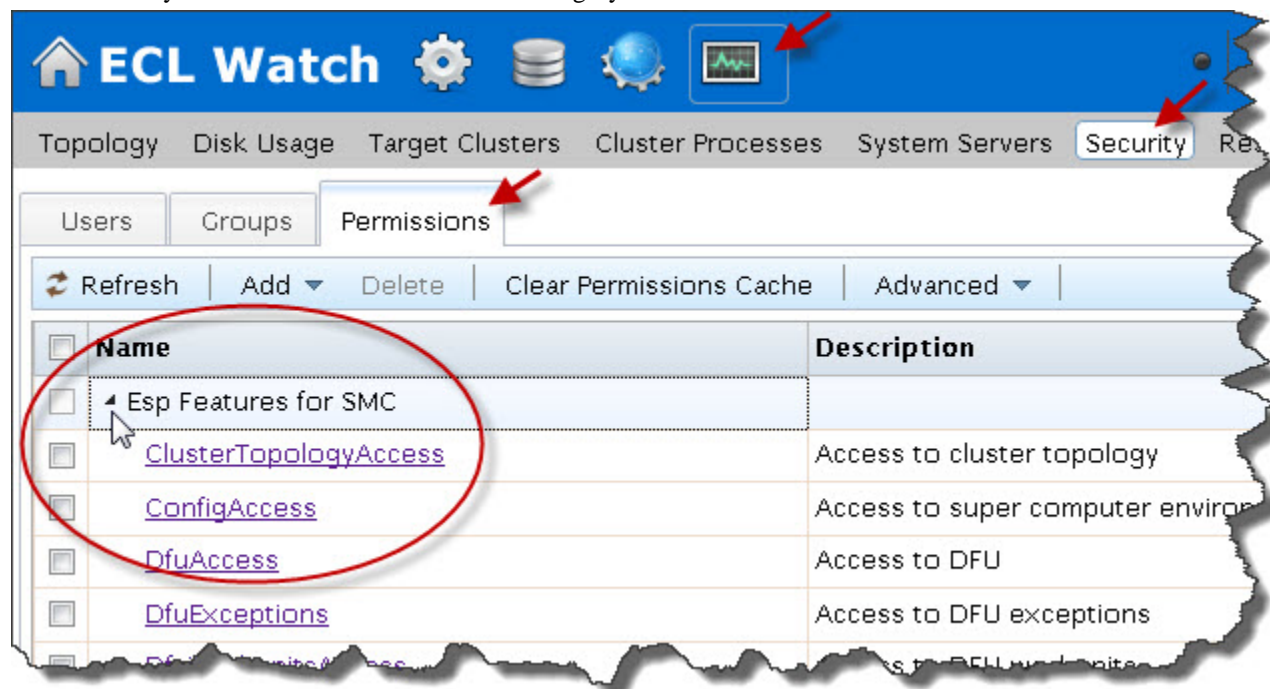 ECL Watch
Topology Disk Usage Target Clusters Cluster Processes System Servers Security
Users Groups Permissions
Refresh Add Delete Clear Permissions Cache Advanced
Name Description
Esp Features for SMC
ClusterTopologyAccess Access to cluster topology
ConfigAccess Access to super computer
DfuAccess Access to DFU
DfuExceptions Access to DFU exceptions